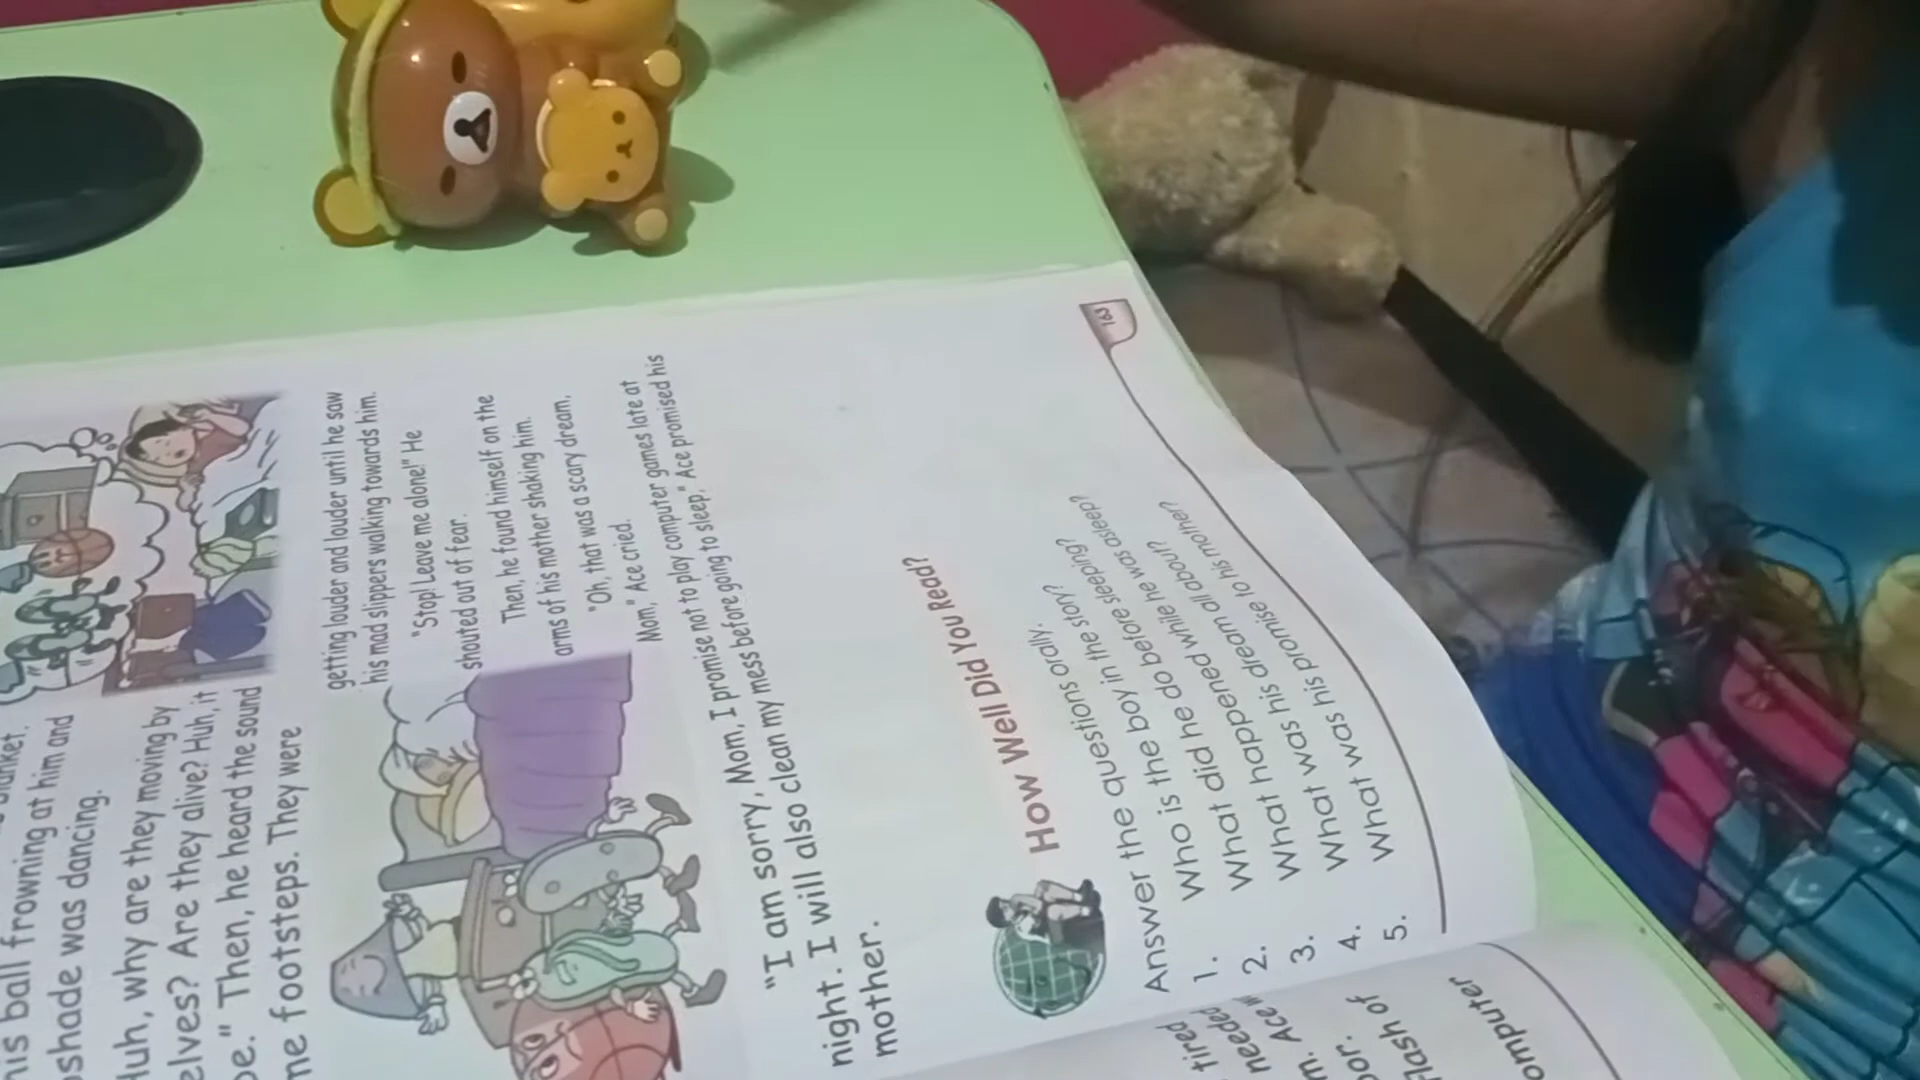 his ball frowning at him and
shade was dancing.
Huh, why are they moving by
elves? Are they alive? Huh, it
be." Then, he heard the sound
me footsteps. They were
getting louder and louder until he saw
his mad slippers walking towards him.
"Stop! Leave me alone!" He
shouted out of fear.
Then, he found himself on the
arms of his mother shaking him.
"Oh, that was a scary dream,
Mom," Ace cried.
"I am sorry, Mom, I promise not to play computer games late at
night. I will also clean my mess before going to sleep," Ace promised his
mother.
How Well Did You Read?
Answer the questions orally.
1. Who is the boy in the story?
2. What did he do before sleeping?
3. What happened while he was asleep?
4. What was his dream all about?
5. What was his promise to his mother?
163
tired
needed
m. Ace
or.
flash of
omputer